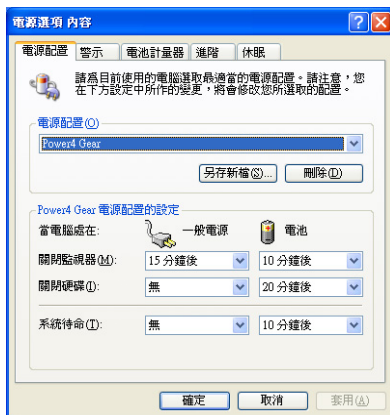 電源選項 內容
電源配置 警示 電池計量器 進階 休眠
請為目前使用的電腦選取最適當的電源配置。請注意，您
在下方設定中所作的變更，將會修改您所選取的配置。
電源配置(O)
Power4 Gear
另存新檔(S)... 刪除(D)
Power4 Gear 電源配置的設定
當電腦處在: 一般電源 電池
關閉監視器(M): 15 分鐘後 10 分鐘後
關閉硬碟(I): 無 20 分鐘後
系統待命(T): 無 10 分鐘後
確定 取消 套用(A)